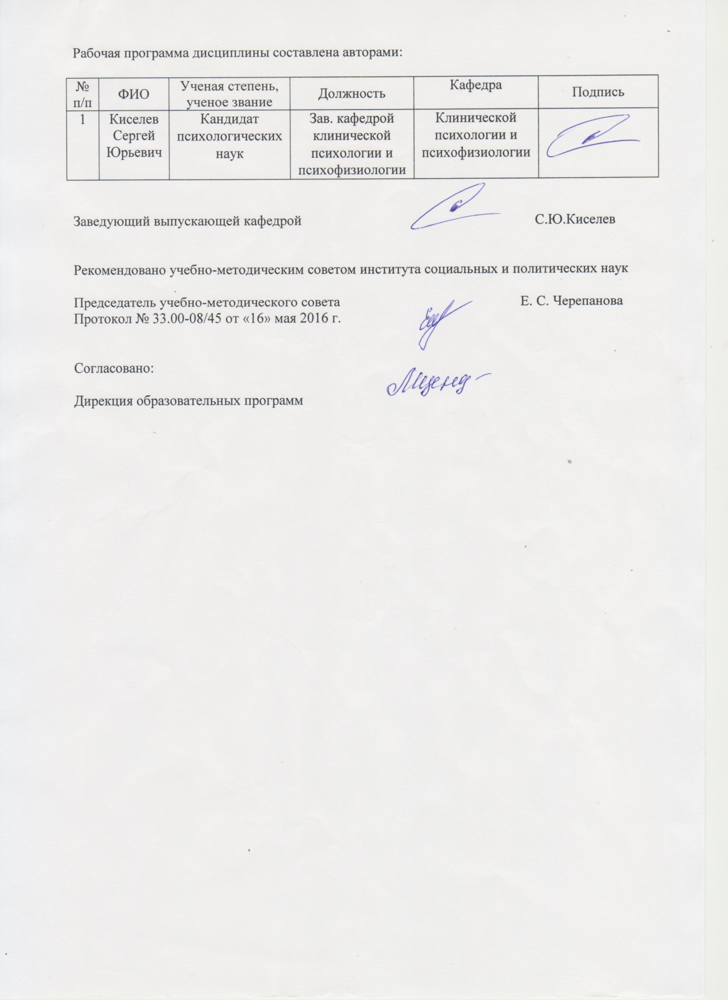 Рабочая программа дисциплины составлена авторами:
№ п/п ФИО Ученая степень, ученое звание Должность Кафедра Подпись
1 Киселев Сергей Юрьевич Кандидат психологических наук Зав. кафедрой клинической психологии и психофизиологии Клинической психологии и психофизиологии
Заведующий выпускающей кафедрой С.Ю.Киселев
Рекомендовано учебно-методическим советом института социальных и политических наук
Председатель учебно-методического совета Е. С. Черепанова
Протокол № 33.00-08/45 от «16» мая 2016 г.
Согласовано:
Дирекция образовательных программ